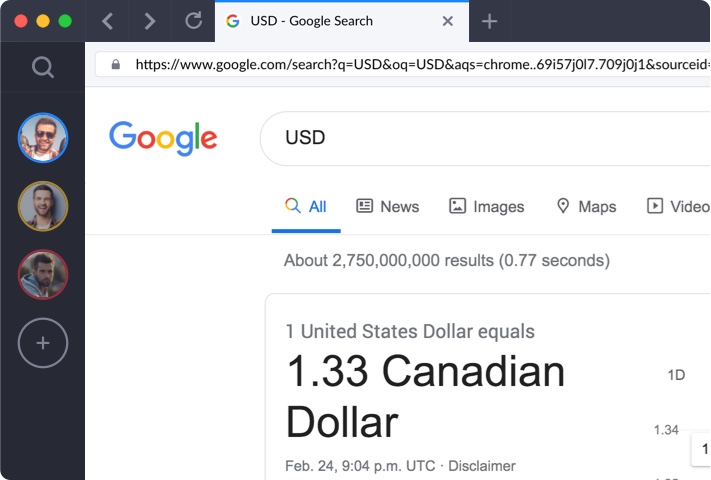 USD - Google Search
https://www.google.com/search?q=USD&oq=USD&aqs=chrome..69i57j0l7.709j0j1&sourceid=
Google
USD
All News Images Maps Video
About 2,750,000,000 results (0.77 seconds)
1 United States Dollar equals
1.33 Canadian
Dollar
1D
1.34
1
Feb. 24, 9:04 p.m. UTC · Disclaimer